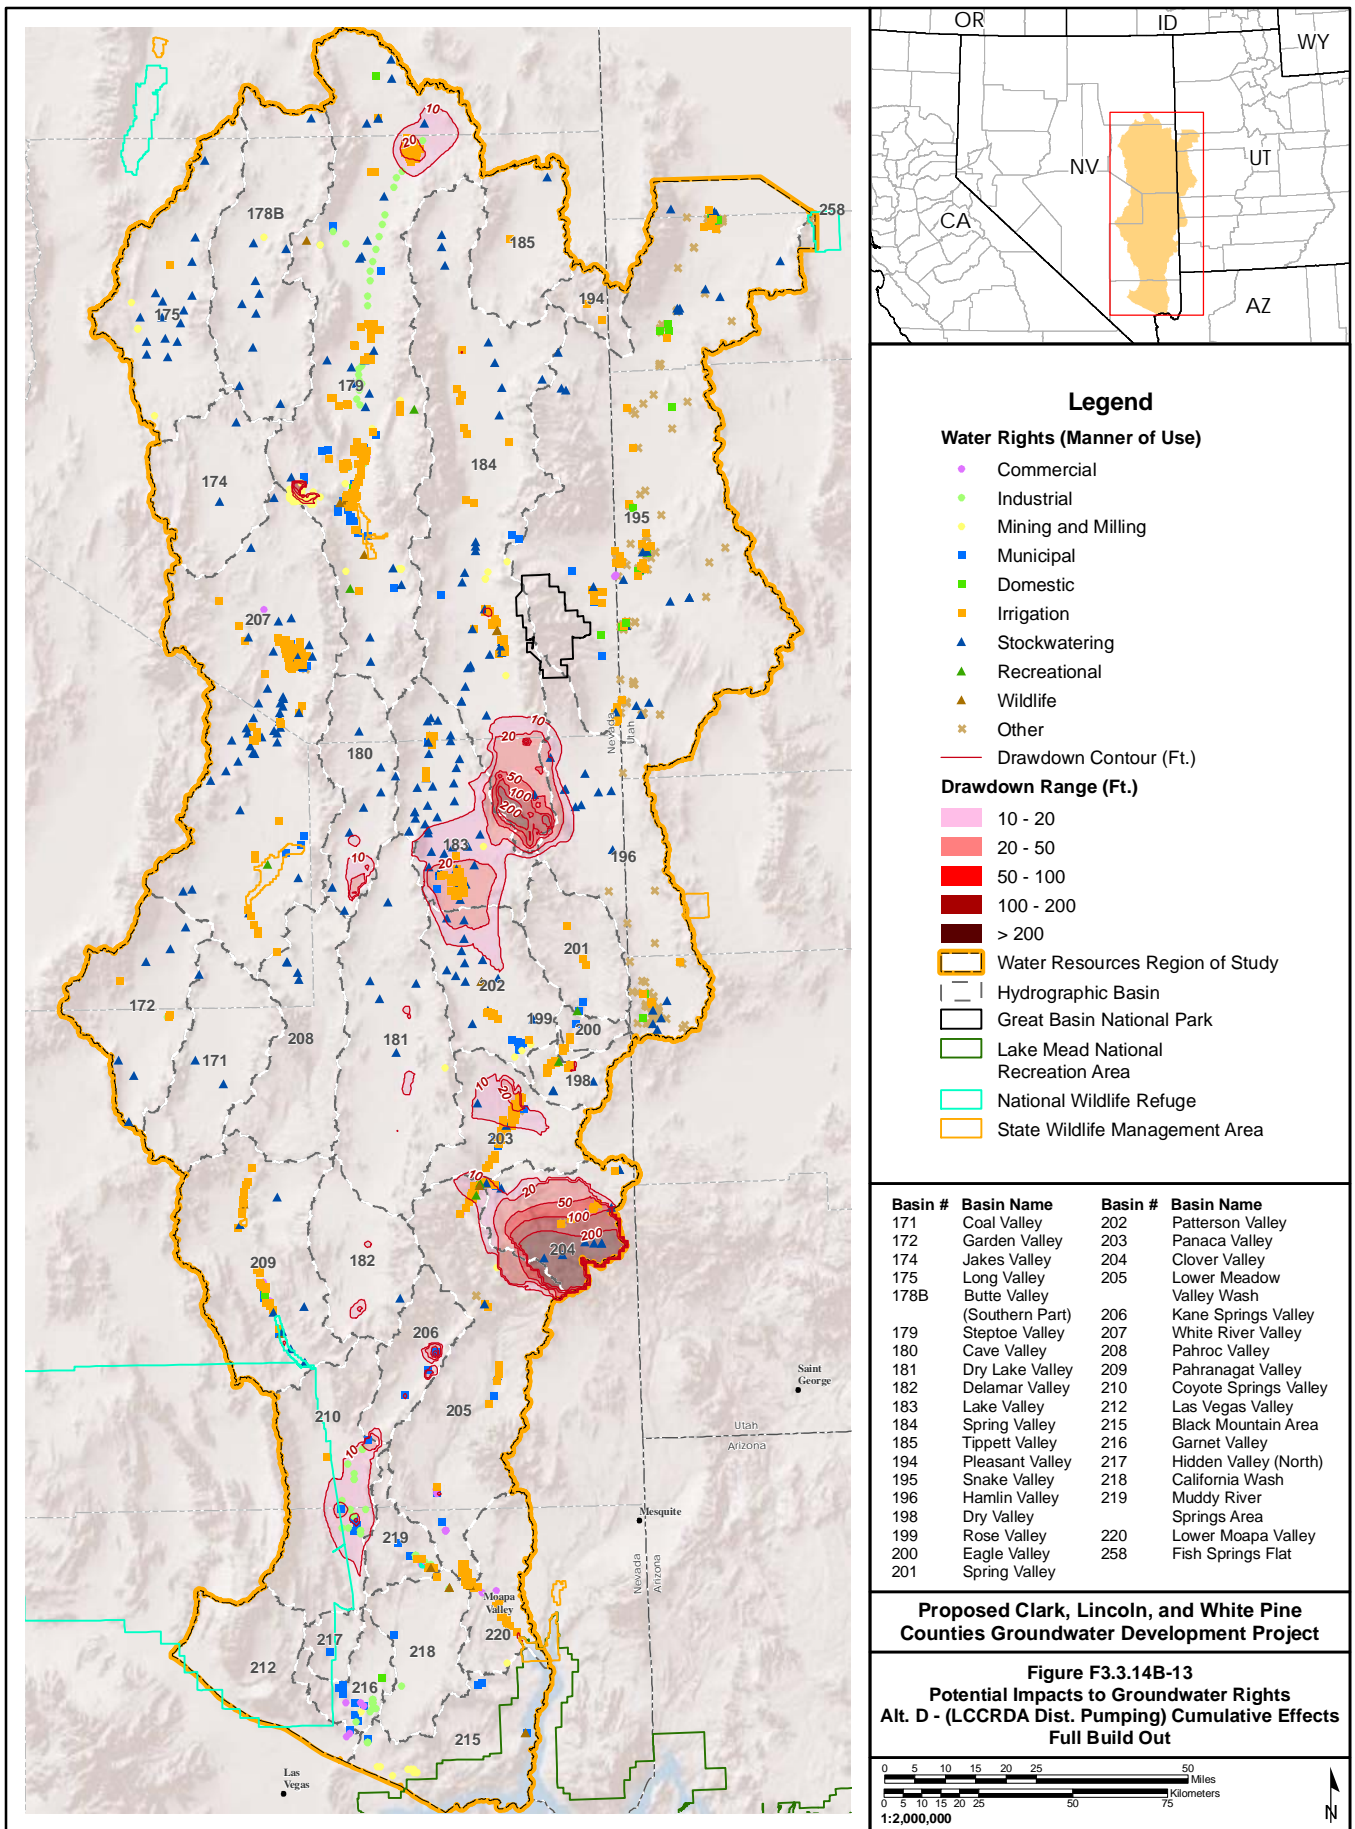 OR
ID
WY
NV
UT
CA
AZ
Legend
Water Rights (Manner of Use)
Commercial
Industrial
Mining and Milling
Municipal
Domestic
Irrigation
Stockwatering
Recreational
Wildlife
Other
Drawdown Contour (Ft.)
Drawdown Range (Ft.)
10 - 20
20 - 50
50 - 100
100 - 200
> 200
Water Resources Region of Study
Hydrographic Basin
Great Basin National Park
Lake Mead National
Recreation Area
National Wildlife Refuge
State Wildlife Management Area
Basin # Basin Name Basin # Basin Name
171 Coal Valley 202 Patterson Valley
172 Garden Valley 203 Panaca Valley
174 Jakes Valley 204 Clover Valley
175 Long Valley 205 Lower Meadow
178B Butte Valley Valley Wash
(Southern Part) 206 Kane Springs Valley
179 Steptoe Valley 207 White River Valley
180 Cave Valley 208 Pahroc Valley
181 Dry Lake Valley 209 Pahranagat Valley
182 Delamar Valley 210 Coyote Springs Valley
183 Lake Valley 212 Las Vegas Valley
184 Spring Valley 215 Black Mountain Area
185 Tippett Valley 216 Garnet Valley
194 Pleasant Valley 217 Hidden Valley (North)
195 Snake Valley 218 California Wash
196 Hamlin Valley 219 Muddy River
198 Dry Valley Springs Area
199 Rose Valley 220 Lower Moapa Valley
200 Eagle Valley 258 Fish Springs Flat
201 Spring Valley
Proposed Clark, Lincoln, and White Pine
Counties Groundwater Development Project
Figure F3.3.14B-13
Potential Impacts to Groundwater Rights
Alt. D - (LCCRDA Dist. Pumping) Cumulative Effects
Full Build Out
0 5 10 15 20 25 50
Miles
Kilometers
0 5 10 15 20 25 50 75
1:2,000,000
N
10
20
178B
185
258
194
175
179
184
174
195
207
10
20
Nevada
Utah
180
50
100
200
183
10
20
196
201
202
172
199
200
208
181
171
198
10
20
203
10
20
50
100
200
204
209
182
206
Saint
George
205
210
Utah
Arizona
10
Mesquite
219
Nevada
Arizona
Moapa
Valley
220
217
218
212
216
215
Las
Vegas